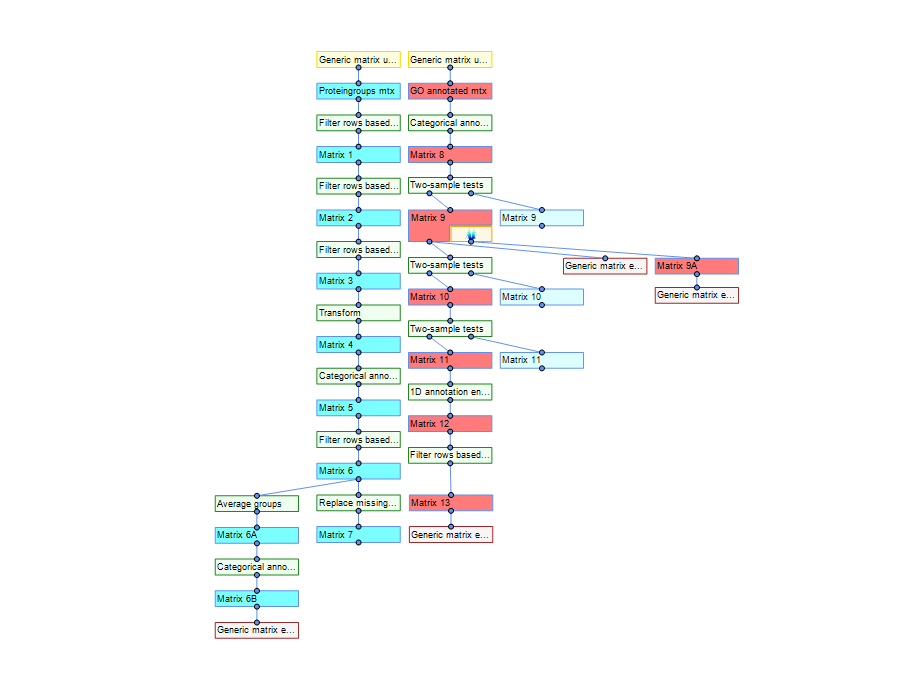 Generic matrix u...
Generic matrix u...
Proteingroups mtx
GO annotated mtx
Filter rows based...
Categorical anno...
Matrix 1
Matrix 8
Filter rows based...
Two-sample tests
Matrix 2
Matrix 9
Matrix 9
Filter rows based...
Two-sample tests
Generic matrix e...
Matrix 9A
Matrix 3
Matrix 10
Matrix 10
Generic matrix e...
Transform
Two-sample tests
Matrix 4
Matrix 11
Matrix 11
Categorical anno...
1D annotation en...
Matrix 5
Matrix 12
Filter rows based...
Filter rows based...
Matrix 6
Average groups
Replace missing...
Matrix 13
Matrix 6A
Matrix 7
Generic matrix e...
Categorical anno...
Matrix 6B
Generic matrix e...